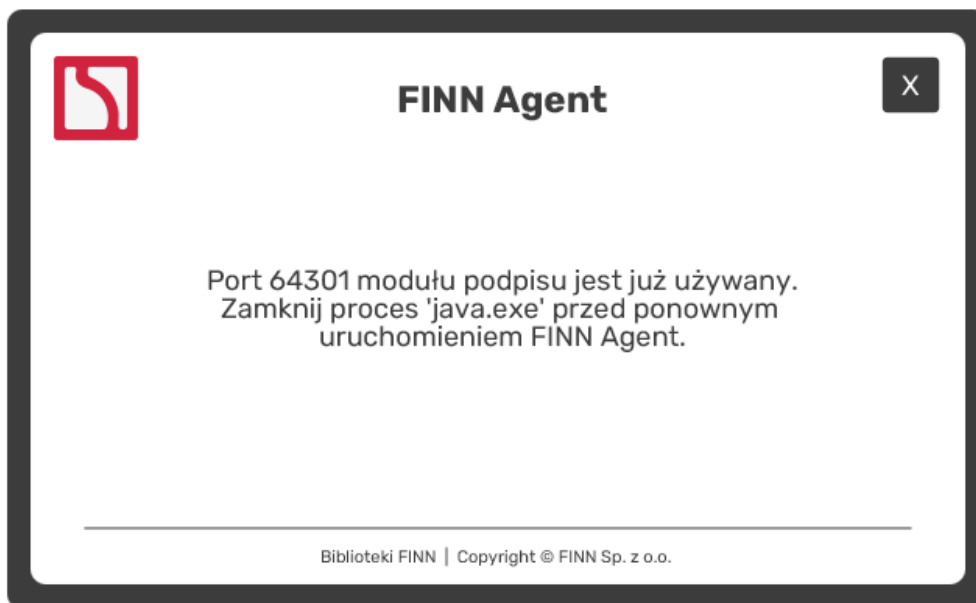 FINN Agent
X
Port 64301 modułu podpisu jest już używany.
Zamknij proces 'java.exe' przed ponownym
uruchomieniem FINN Agent.
Biblioteki FINN | Copyright © FINN Sp. z o.o.